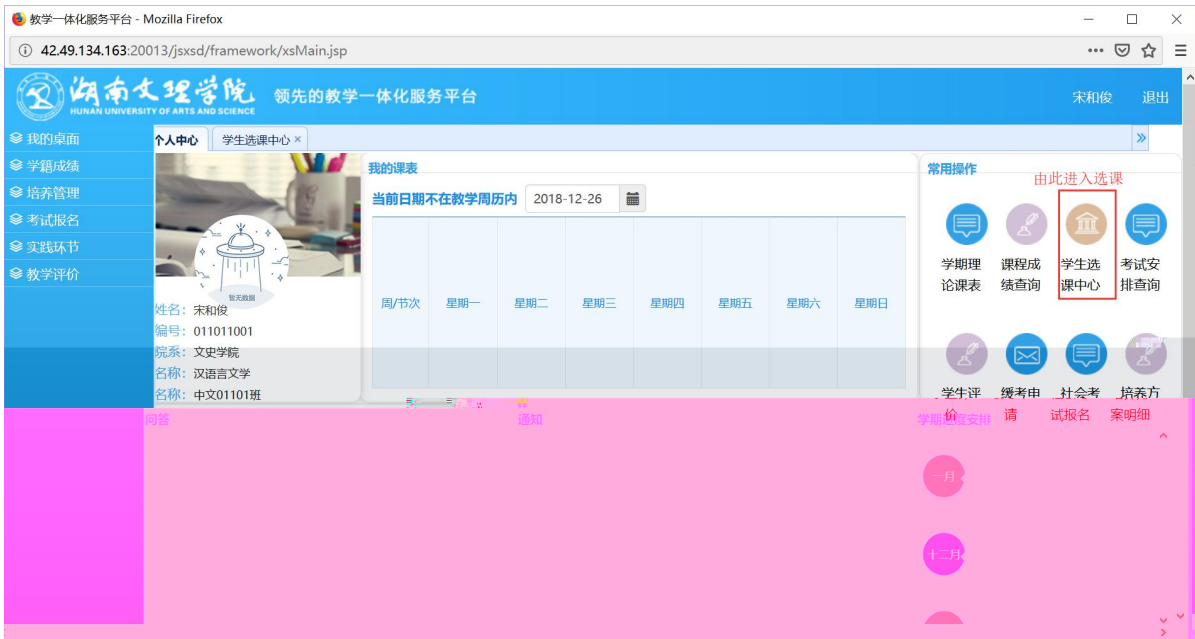 教学一体化服务平台 - Mozilla Firefox
42.49.134.163:20013/jsxsd/framework/xsMain.jsp
湖南文理学院
HUNAN UNIVERSITY OF ARTS AND SCIENCE
领先的教学一体化服务平台
宋和俊 退出
我的桌面
学籍成绩
培养管理
考试报名
实践环节
教学评价
个人中心 学生选课中心 ×
暂无数据
姓名：宋和俊
编号：011011001
院系：文史学院
名称：汉语言文学
名称：中文01101班
我的课表
当前日期不在教学周历内 2018-12-26
周/节次 星期一 星期二 星期三 星期四 星期五 星期六 星期日
常用操作
由此进入选课
学期理 课程成 学生选 考试安
论课表 绩查询 课中心 排查询
学生评 缓考申 社会考 培养方
价 请 试报名 案明细
问答 通知 学期进度安排
一月
十二月